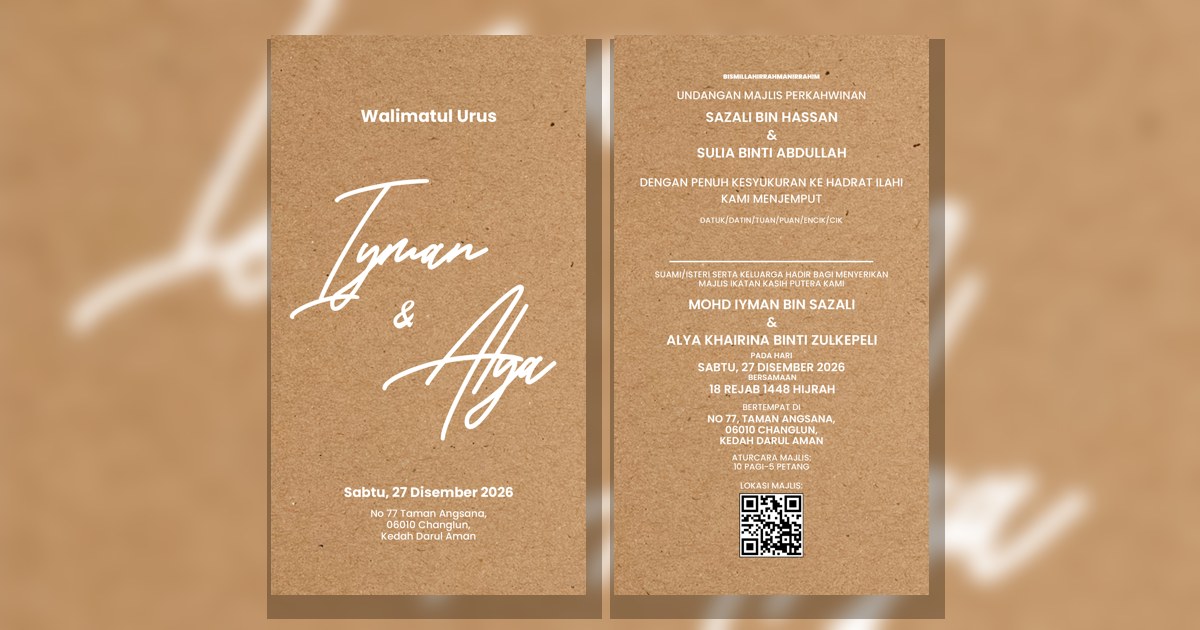 Walimatul Urus
Iyman
&
Alya
Sabtu, 27 Disember 2026
No 77 Taman Angsana,
06010 Changlun,
Kedah Darul Aman
BISMILLAHIRRAHMANIRRAHIM
UNDANGAN MAJLIS PERKAHWINAN
SAZALI BIN HASSAN
&
SULIA BINTI ABDULLAH
DENGAN PENUH KESYUKURAN KE HADRAT ILAHI
KAMI MENJEMPUT
DATUK/DATIN/TUAN/PUAN/ENCIK/CIK
SUAMI/ISTERI SERTA KELUARGA HADIR BAGI MENYERIKAN
MAJLIS IKATAN KASIH PUTERA KAMI
MOHD IYMAN BIN SAZALI
&
ALYA KHAIRINA BINTI ZULKEPELI
PADA HARI
SABTU, 27 DISEMBER 2026
BERSAMAAN
18 REJAB 1448 HIJRAH
BERTEMPAT DI
NO 77, TAMAN ANGSANA,
06010 CHANGLUN,
KEDAH DARUL AMAN
ATURCARA MAJLIS:
10 PAGI-5 PETANG
LOKASI MAJLIS: